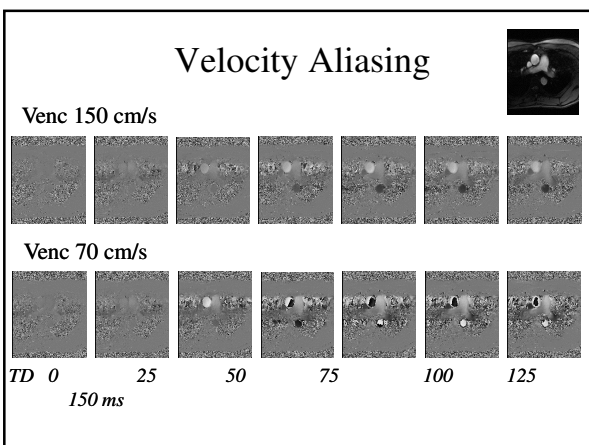 Velocity Aliasing
Venc 150 cm/s
Venc 70 cm/s
TD 0 25 50 75 100 125
150 ms